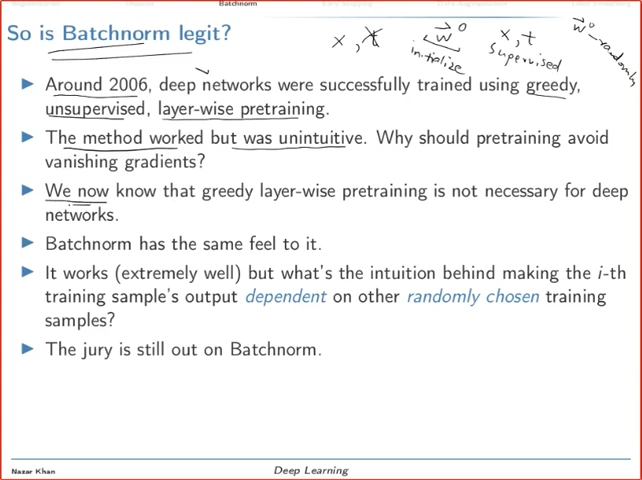 Batchnorm
So is Batchnorm legit?
x, t w⃗⁰ x, t w⃗⁰ – randomly
initialize supervised
Around 2006, deep networks were successfully trained using greedy,
unsupervised, layer-wise pretraining.
The method worked but was unintuitive. Why should pretraining avoid
vanishing gradients?
We now know that greedy layer-wise pretraining is not necessary for deep
networks.
Batchnorm has the same feel to it.
It works (extremely well) but what's the intuition behind making the i-th
training sample's output dependent on other randomly chosen training
samples?
The jury is still out on Batchnorm.
Nazar Khan Deep Learning